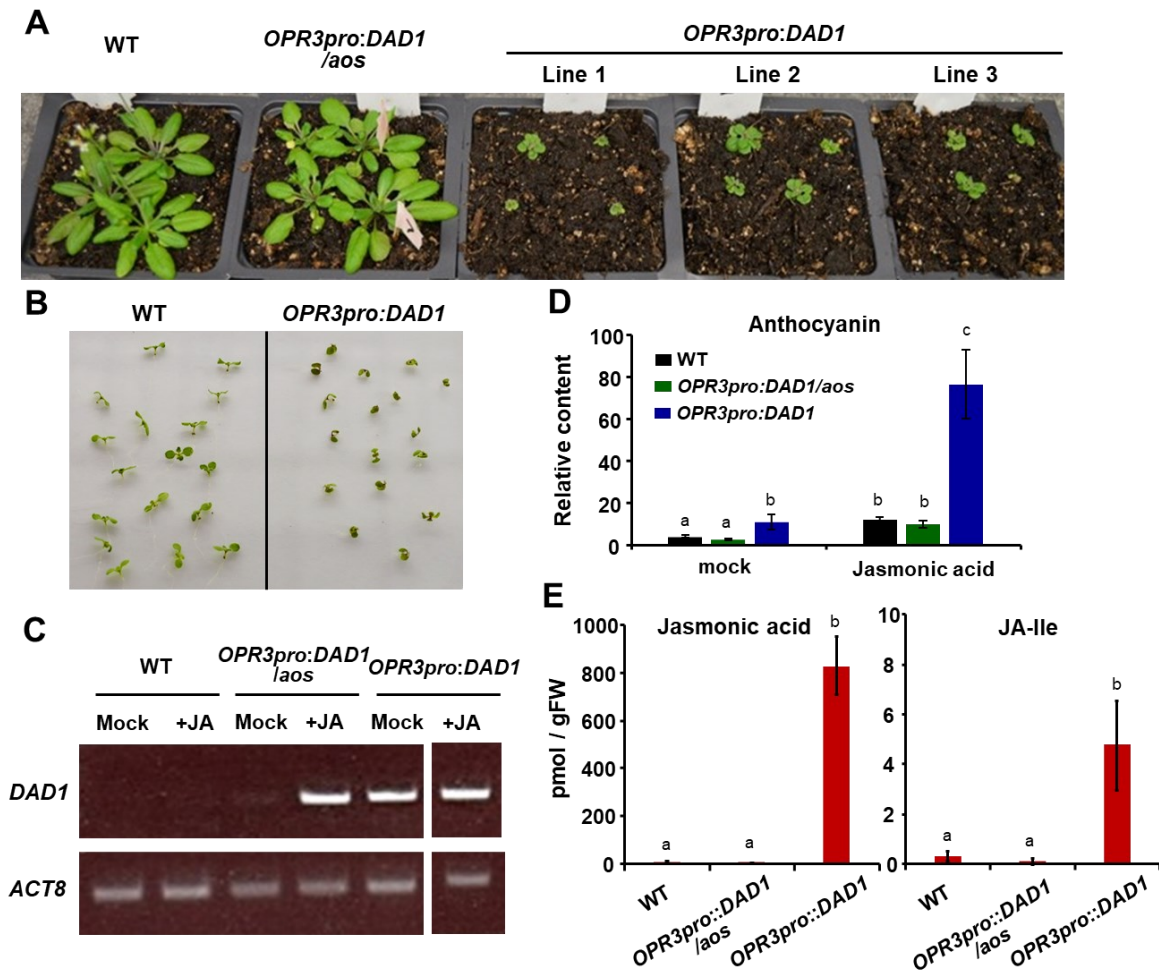 A
WT
OPR3pro:DAD1
/aos
OPR3pro:DAD1
Line 1
Line 2
Line 3
B
WT
OPR3pro:DAD1
C
WT
OPR3pro:DAD1
/aos
OPR3pro:DAD1
Mock
+JA
Mock
+JA
Mock
+JA
DAD1
ACT8
D
Anthocyanin
Relative content
100
80
60
40
20
0
WT
OPR3pro:DAD1/aos
OPR3pro:DAD1
a
a
b
b
b
c
mock
Jasmonic acid
E
Jasmonic acid
pmol / gFW
1000
800
600
400
200
0
a
a
b
WT
OPR3pro::DAD1
/aos
OPR3pro::DAD1
JA-Ile
10
8
6
4
2
0
a
a
b
WT
OPR3pro::DAD1
/aos
OPR3pro::DAD1